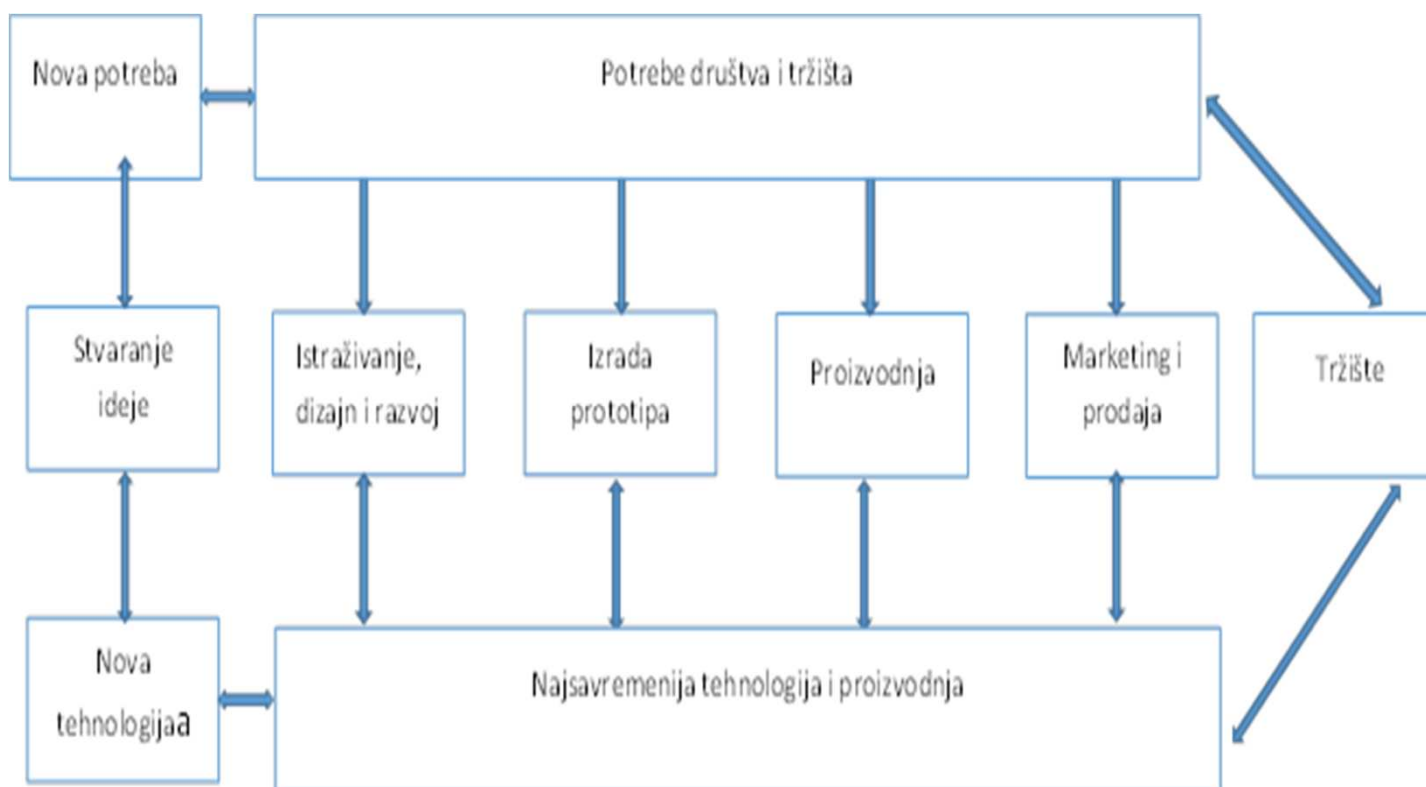 Nova potreba
Potrebe društva i tržišta
Stvaranje
ideje
Istraživanje,
dizajn i razvoj
Izrada
prototipa
Proizvodnja
Marketing i
prodaja
Tržište
Nova
tehnologijaa
Najsavremenija tehnologija i proizvodnja